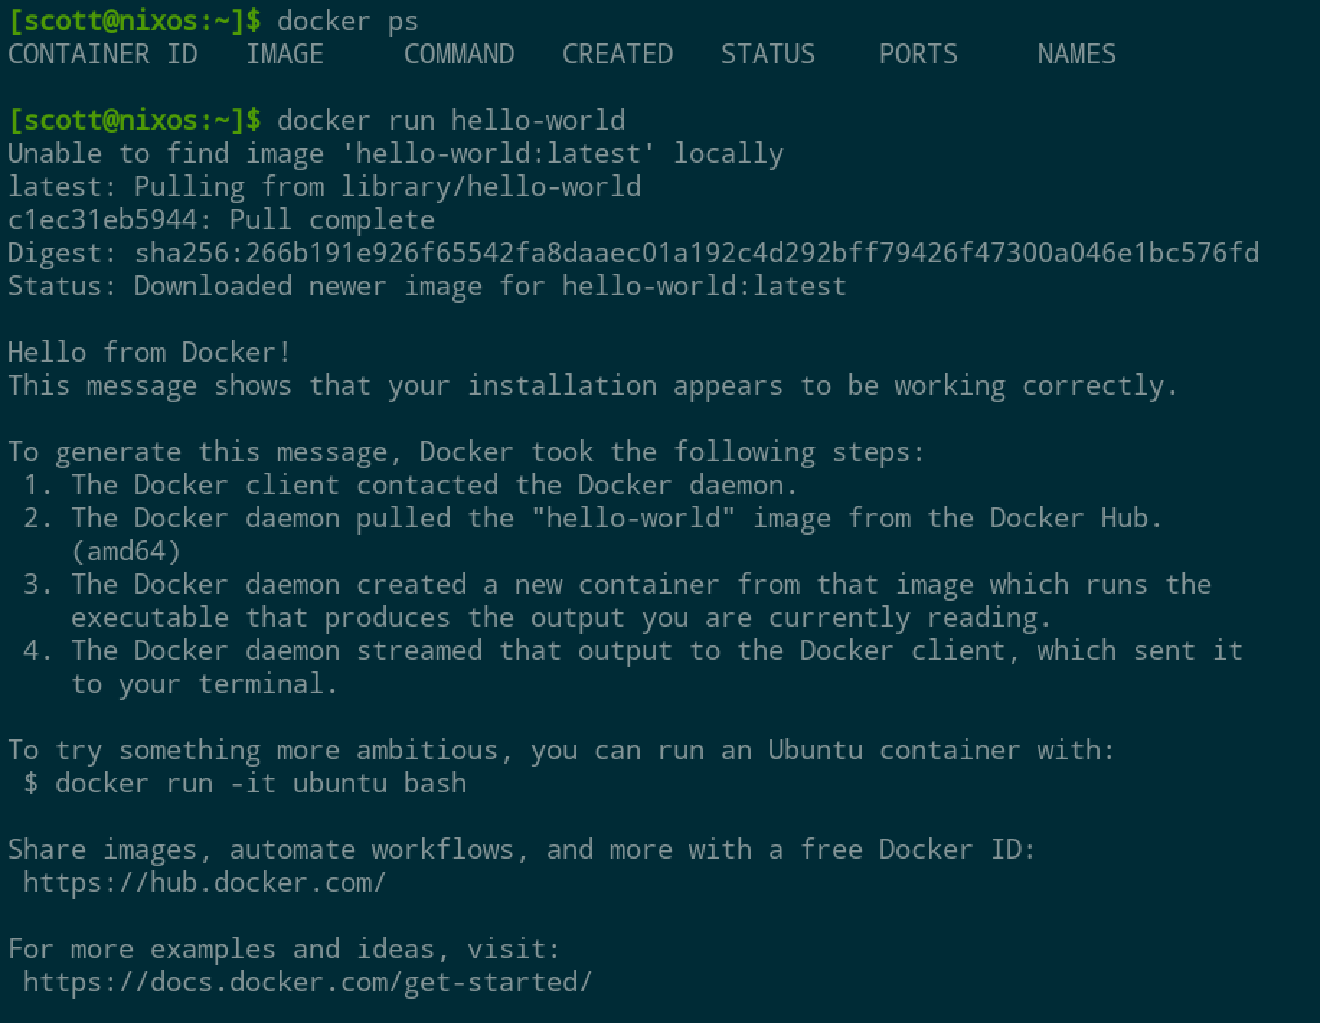 [scott@nixos:~]$ docker ps
CONTAINER ID   IMAGE     COMMAND   CREATED   STATUS    PORTS     NAMES
[scott@nixos:~]$ docker run hello-world
Unable to find image 'hello-world:latest' locally
latest: Pulling from library/hello-world
c1ec31eb5944: Pull complete
Digest: sha256:266b191e926f65542fa8daaec01a192c4d292bff79426f47300a046e1bc576fd
Status: Downloaded newer image for hello-world:latest
Hello from Docker!
This message shows that your installation appears to be working correctly.
To generate this message, Docker took the following steps:
1. The Docker client contacted the Docker daemon.
2. The Docker daemon pulled the "hello-world" image from the Docker Hub.
(amd64)
3. The Docker daemon created a new container from that image which runs the
executable that produces the output you are currently reading.
4. The Docker daemon streamed that output to the Docker client, which sent it
to your terminal.
To try something more ambitious, you can run an Ubuntu container with:
$ docker run -it ubuntu bash
Share images, automate workflows, and more with a free Docker ID:
https://hub.docker.com/
For more examples and ideas, visit:
https://docs.docker.com/get-started/